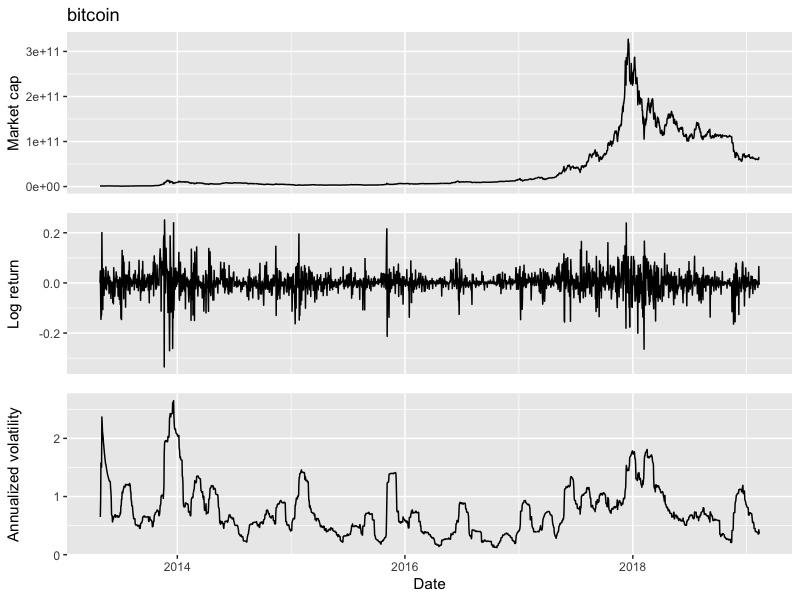 bitcoin
Market cap
3e+11
2e+11
1e+11
0e+00
Log return
0.2
0.0
-0.2
Annualized volatility
2
1
0
2014 2016 2018
Date